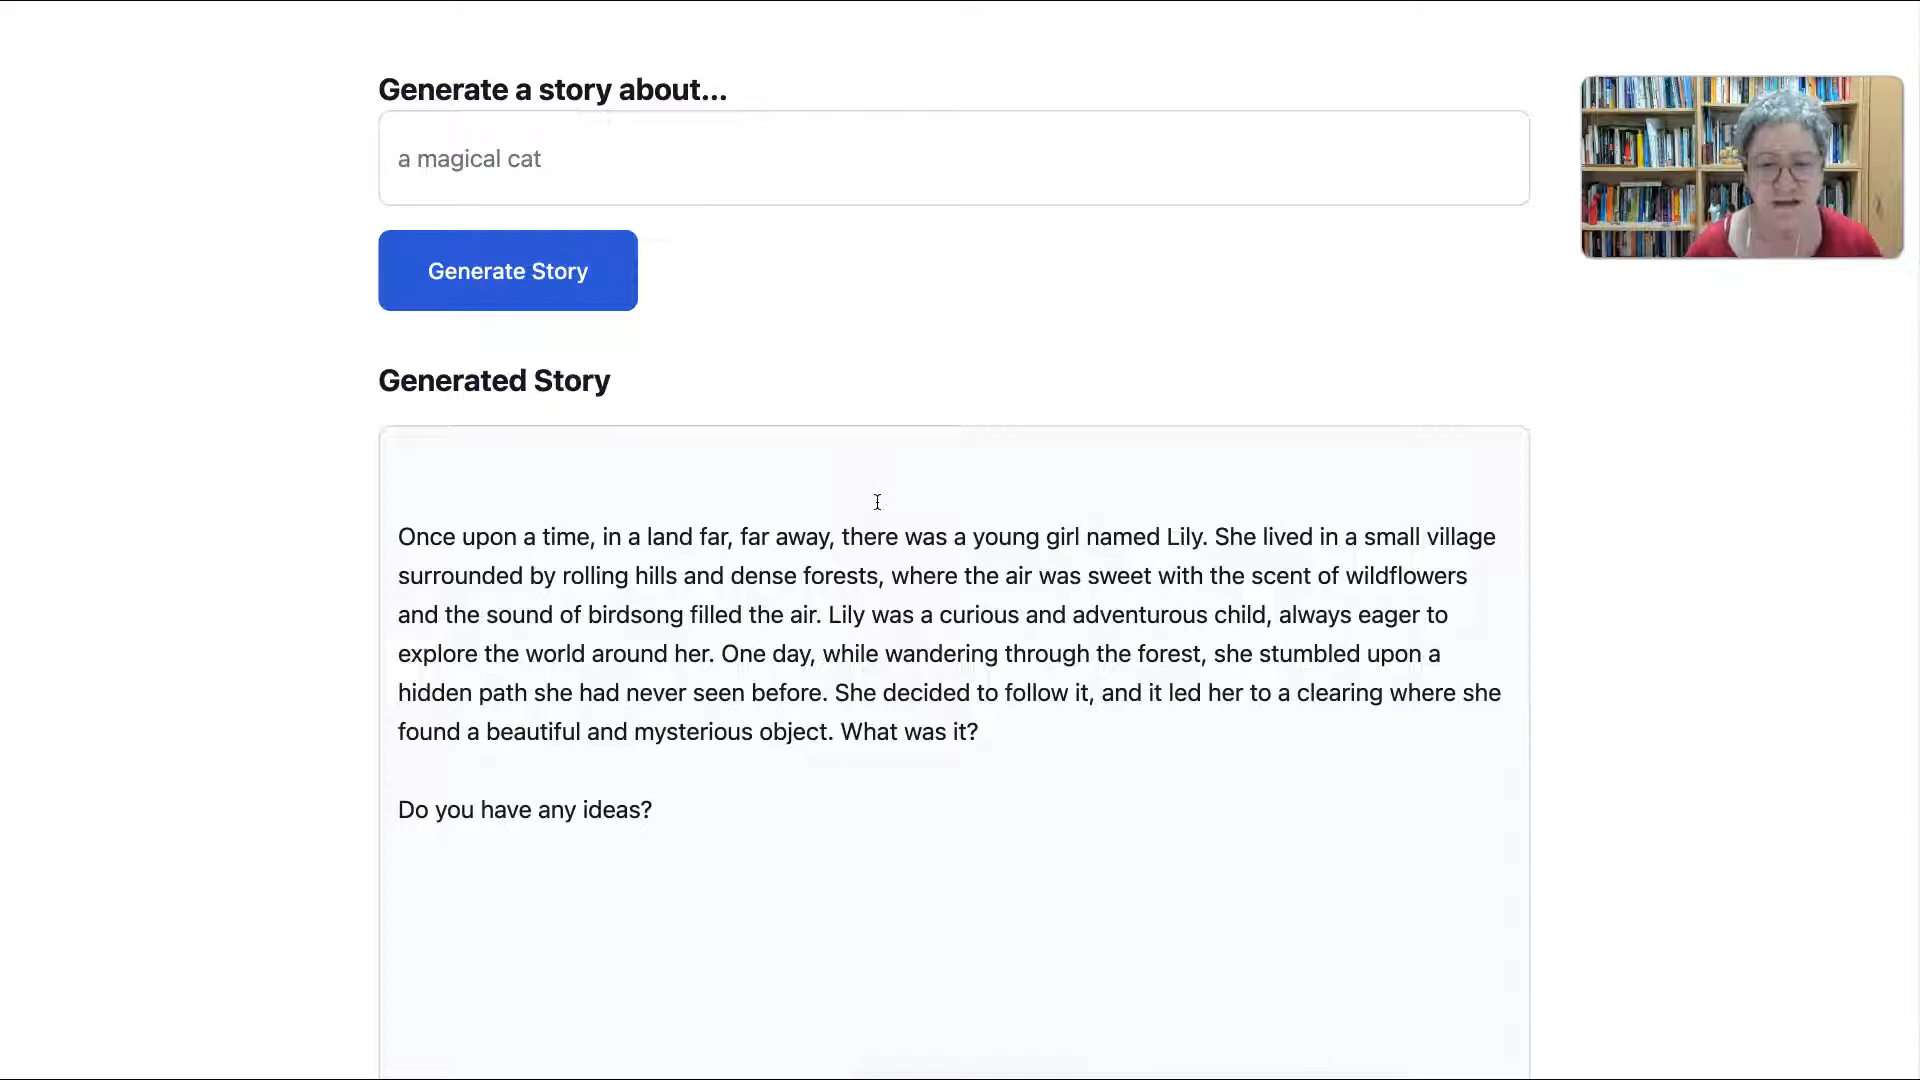 Generate a story about...
a magical cat
Generate Story
Generated Story
Once upon a time, in a land far, far away, there was a young girl named Lily. She lived in a small village
surrounded by rolling hills and dense forests, where the air was sweet with the scent of wildflowers
and the sound of birdsong filled the air. Lily was a curious and adventurous child, always eager to
explore the world around her. One day, while wandering through the forest, she stumbled upon a
hidden path she had never seen before. She decided to follow it, and it led her to a clearing where she
found a beautiful and mysterious object. What was it?
Do you have any ideas?